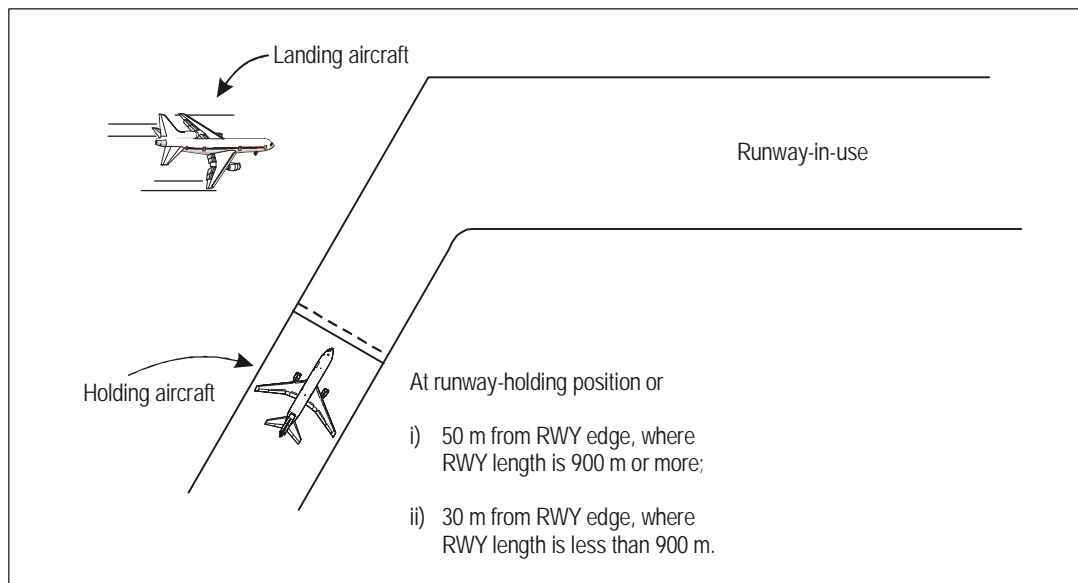 Landing aircraft
Runway-in-use
Holding aircraft
At runway-holding position or
i) 50 m from RWY edge, where
RWY length is 900 m or more;
ii) 30 m from RWY edge, where
RWY length is less than 900 m.